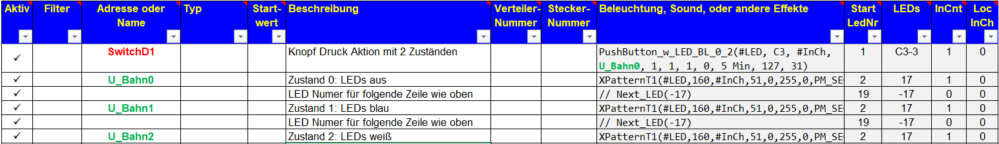 Aktiv Filter Adresse oder Name Typ Start-wert Beschreibung Verteiler-Nummer Stecker-Nummer Beleuchtung, Sound, oder andere Effekte Start LedNr LEDs InCnt Loc InCh
✓ SwitchD1 Knopf Druck Aktion mit 2 Zuständen PushButton_w_LED_BL_0_2(#LED, C3, #InCh, 1 C3-3 1 0
U_Bahn0, 1, 1, 1, 0, 5 Min, 127, 31)
✓ U_Bahn0 Zustand 0: LEDs aus XPatternT1(#LED,160,#InCh,51,0,255,0,PM_SE 2 17 1 0
✓ LED Numer für folgende Zeile wie oben // Next_LED(-17) 19 -17 0 0
✓ U_Bahn1 Zustand 1: LEDs blau XPatternT1(#LED,160,#InCh,51,0,255,0,PM_SE 2 17 1 0
✓ LED Numer für folgende Zeile wie oben // Next_LED(-17) 19 -17 0 0
✓ U_Bahn2 Zustand 2: LEDs weiß XPatternT1(#LED,160,#InCh,51,0,255,0,PM_SE 2 17 1 0